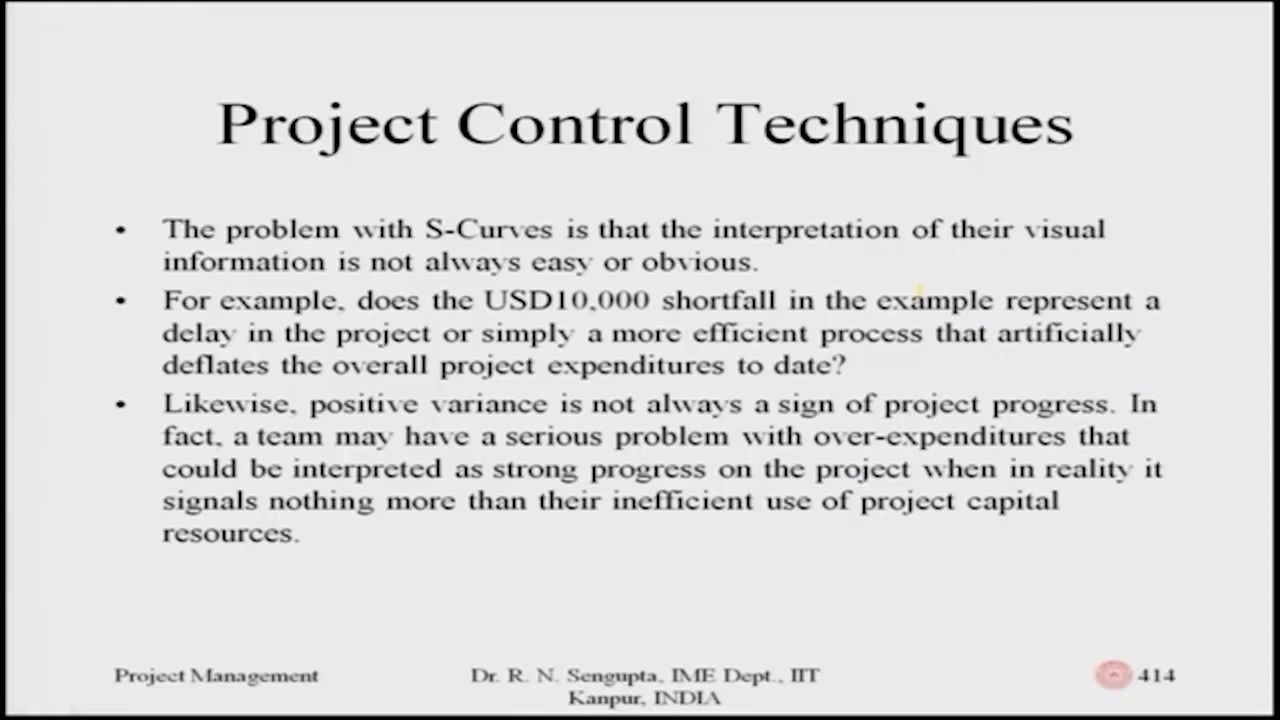 Project Control Techniques
• The problem with S-Curves is that the interpretation of their visual
information is not always easy or obvious.
• For example, does the USD10,000 shortfall in the example represent a
delay in the project or simply a more efficient process that artificially
deflates the overall project expenditures to date?
• Likewise, positive variance is not always a sign of project progress. In
fact, a team may have a serious problem with over-expenditures that
could be interpreted as strong progress on the project when in reality it
signals nothing more than their inefficient use of project capital
resources.
Project Management
Dr. R. N. Sengupta, IME Dept., IIT
Kanpur, INDIA
414